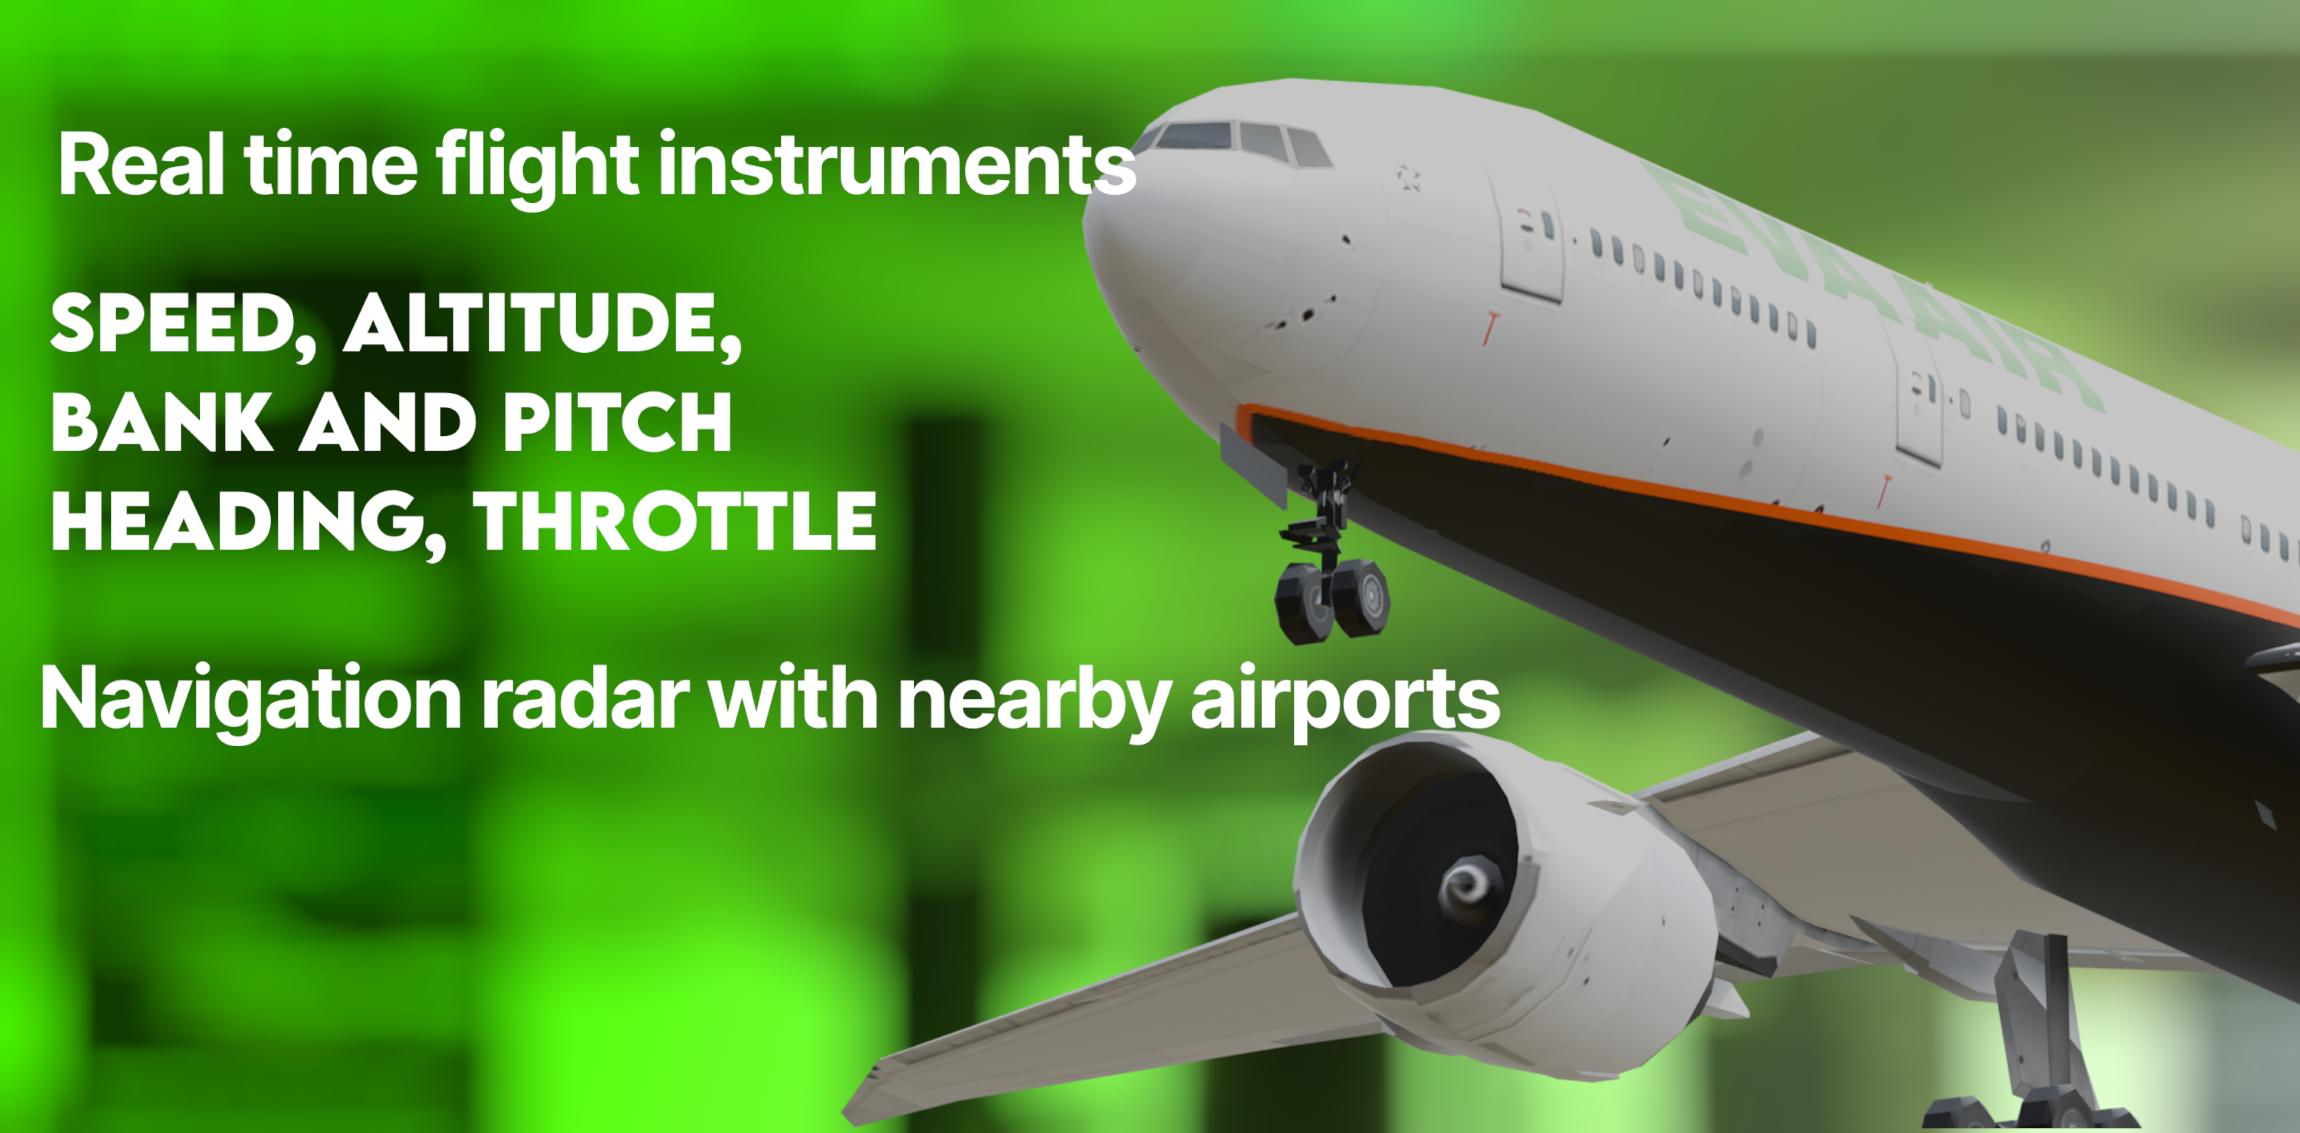 Real time flight instruments
SPEED, ALTITUDE,
BANK AND PITCH
HEADING, THROTTLE
Navigation radar with nearby airports
EVA AIR